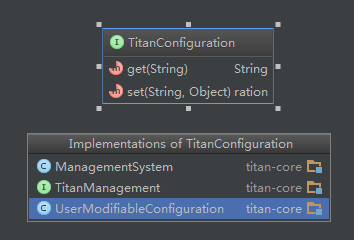 TitanConfiguration
get(String) String
set(String, Object) ration
Implementations of TitanConfiguration
ManagementSystem titan-core
TitanManagement titan-core
UserModifiableConfiguration titan-core